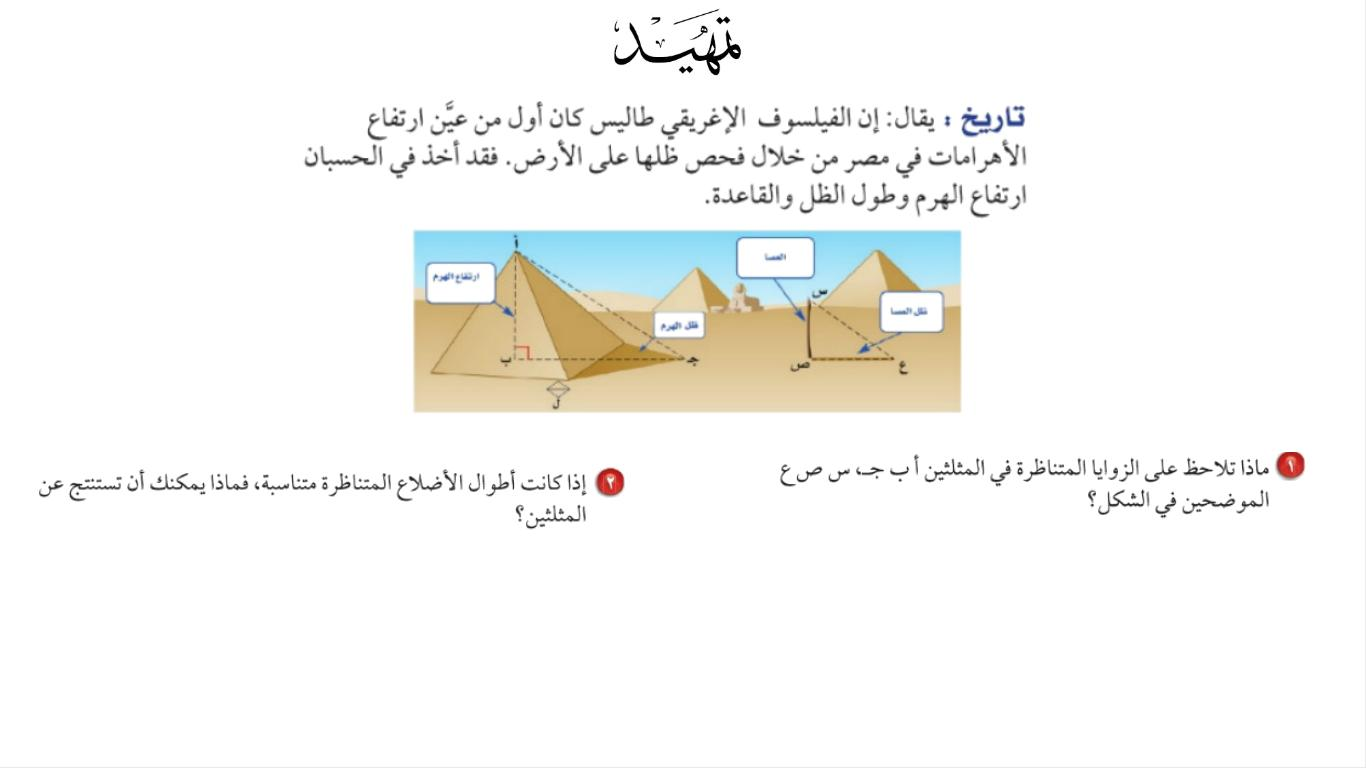 تمهيد
تاريخ : يقال: إن الفيلسوف الإغريقي طاليس كان أول من عيَّن ارتفاع
الأهرامات في مصر من خلال فحص ظلها على الأرض. فقد أخذ في الحسبان
ارتفاع الهرم وطول الظل والقاعدة.
أ
ارتفاع الهرم
ظل الهرم
ب
جـ
ل
العصا
س
ظل العصا
ص
ع
١ ماذا تلاحظ على الزوايا المتناظرة في المثلثين أ ب جـ، س ص ع
الموضحين في الشكل؟
٢ إذا كانت أطوال الأضلاع المتناظرة متناسبة، فماذا يمكنك أن تستنتج عن
المثلثين؟